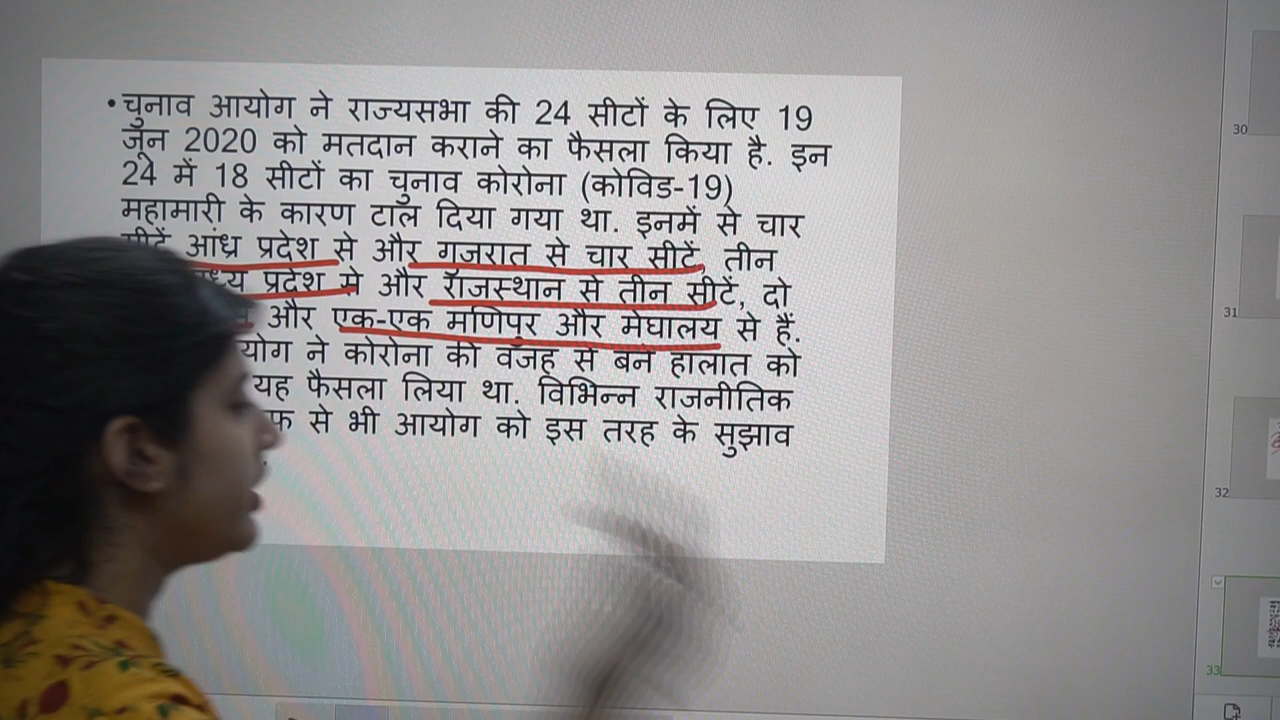 • चुनाव आयोग ने राज्यसभा की 24 सीटों के लिए 19
जून 2020 को मतदान कराने का फैसला किया है. इन
24 में 18 सीटों का चुनाव कोरोना (कोविड-19)
महामारी के कारण टाल दिया गया था. इनमें से चार
सीटें आंध्र प्रदेश से और गुजरात से चार सीटें, तीन
प्रदेश से और राजस्थान से तीन सीटें, दो
और एक-एक मणिपुर और मेघालय से हैं.
ने कोरोना की वजह से बने हालात को
यह फैसला लिया था. विभिन्न राजनीतिक
से भी आयोग को इस तरह के सुझाव
30
31
32
33